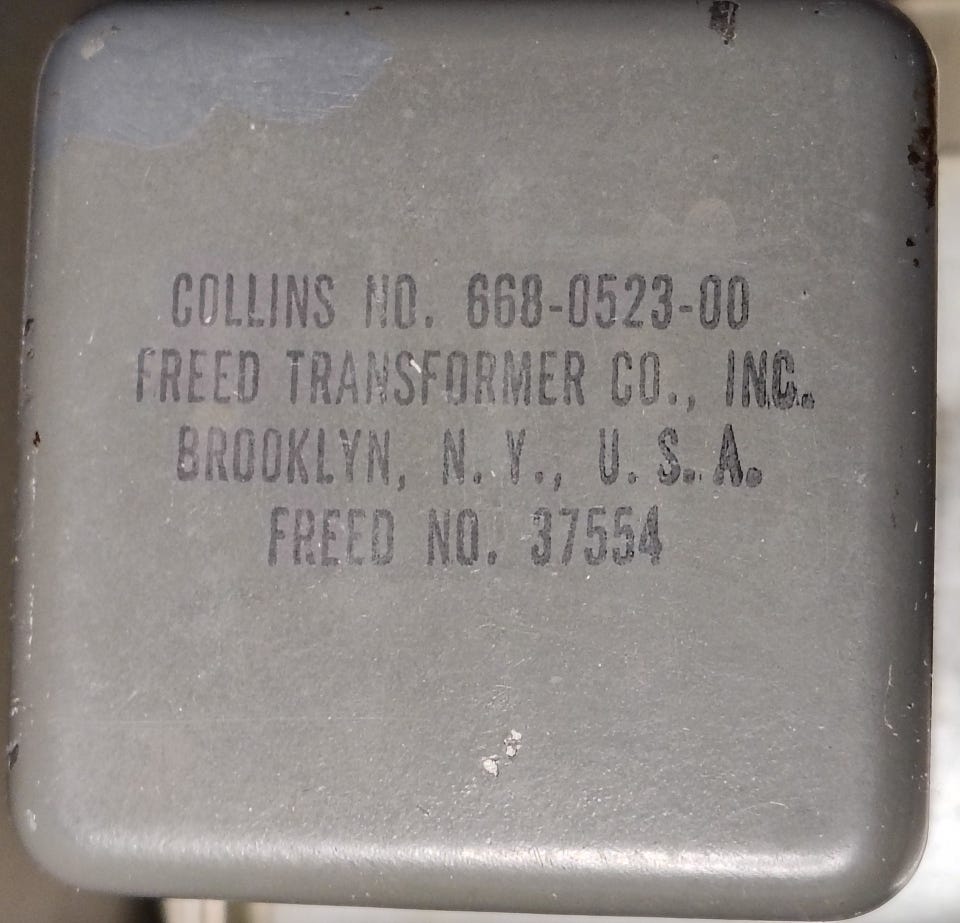 COLLINS NO. 668-0523-00
FREED TRANSFORMER CO., INC.
BROOKLYN, N. Y., U. S. A.
FREED NO. 37554